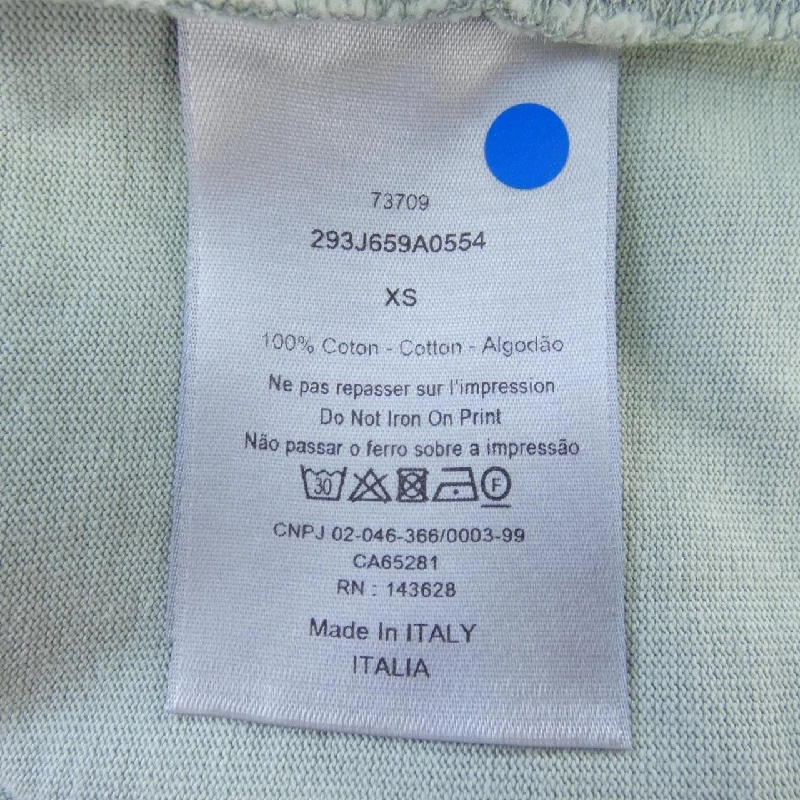 73709
293J659A0554
XS
100% Coton - Cotton - Algodão
Ne pas repasser sur l'impression
Do Not Iron On Print
Não passar o ferro sobre a impressão
30 F
CNPJ 02-046-366/0003-99
CA65281
RN : 143628
Made In ITALY
ITALIA